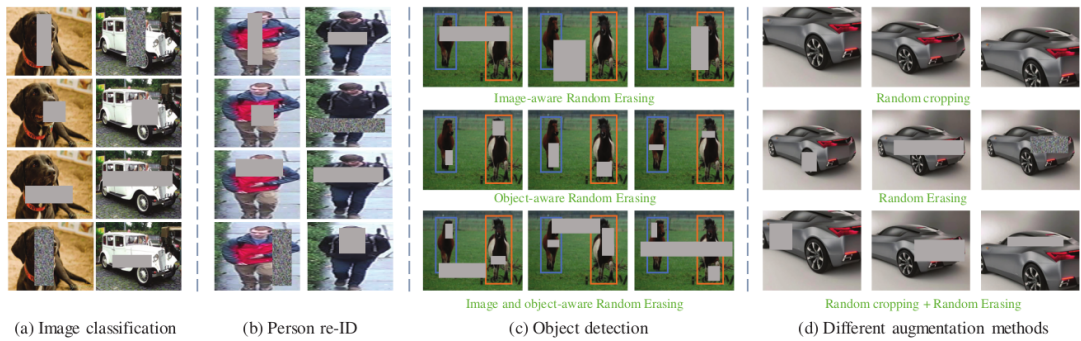 Image-aware Random Erasing
Random cropping
Object-aware Random Erasing
Random Erasing
Image and object-aware Random Erasing
Random cropping + Random Erasing
(a) Image classification
(b) Person re-ID
(c) Object detection
(d) Different augmentation methods